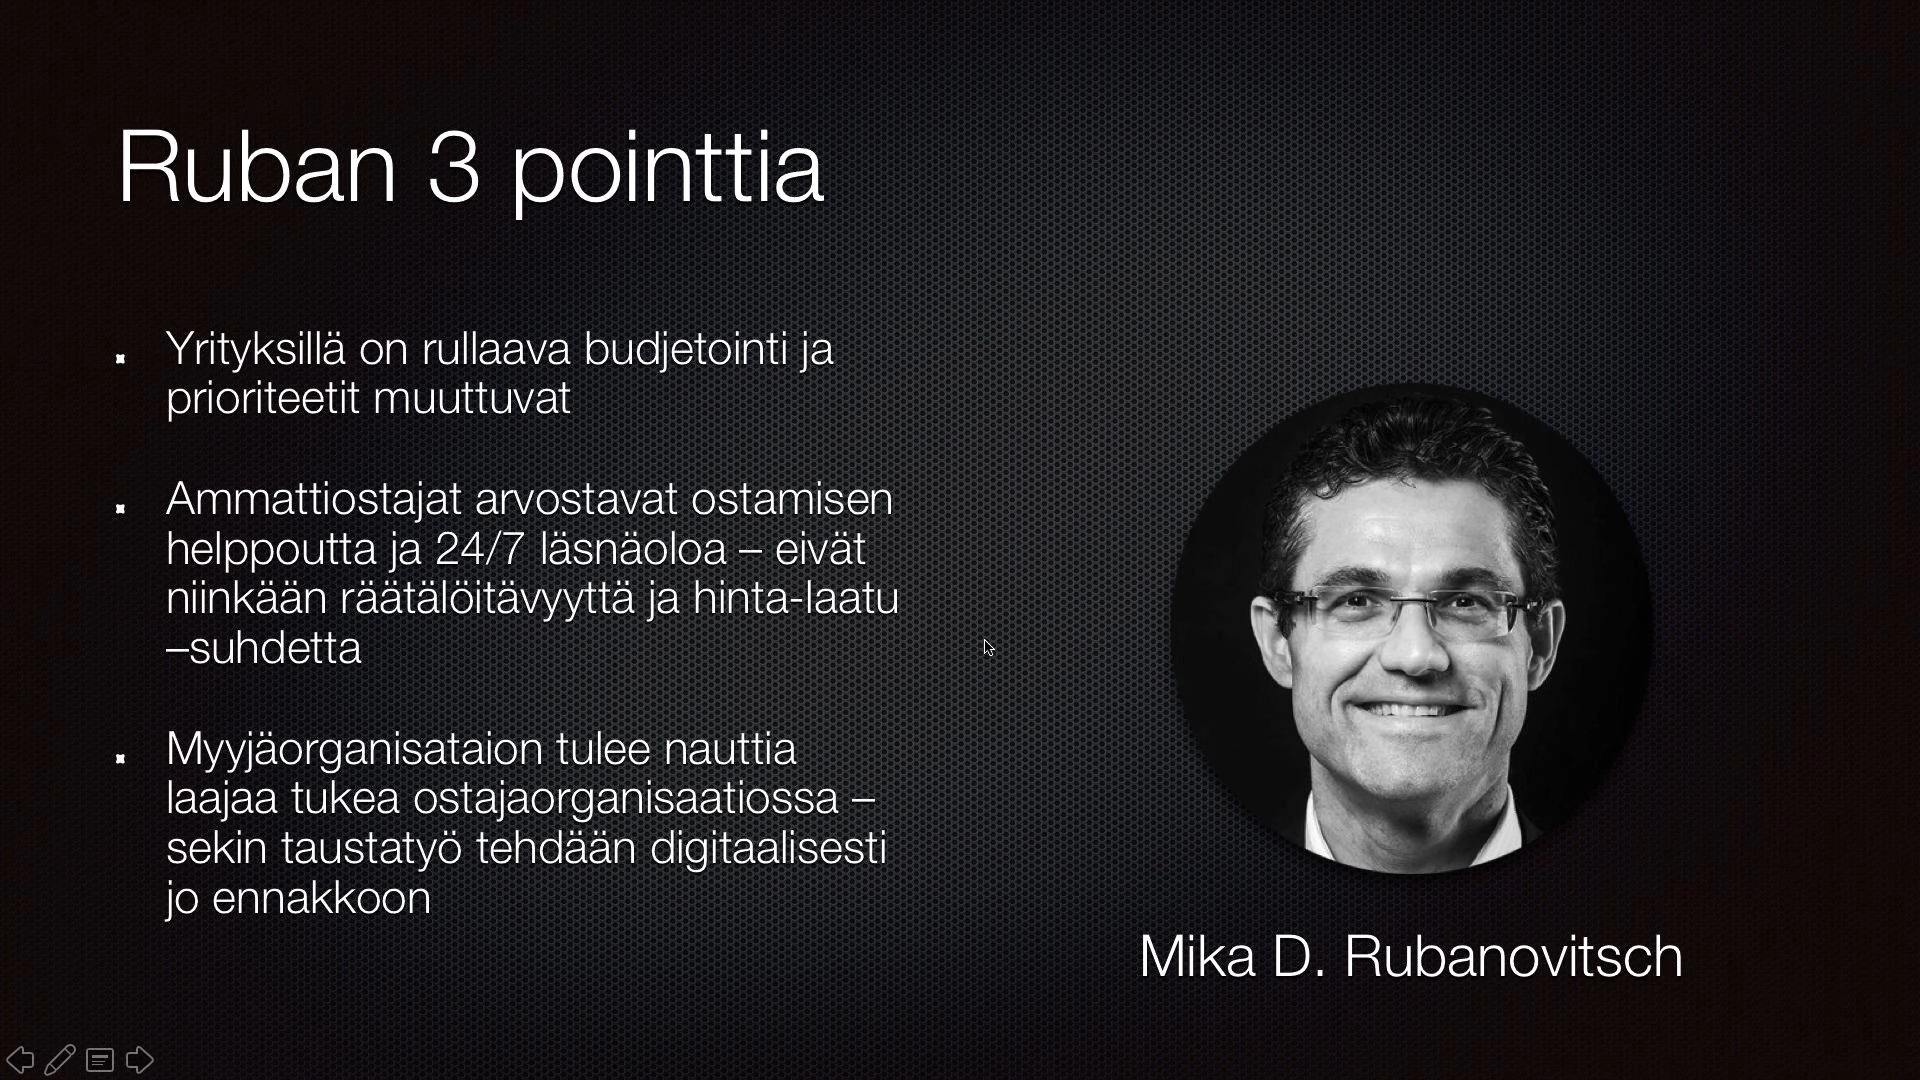 Ruban 3 pointtia
Yrityksillä on rullaava budjetointi ja
prioriteetit muuttuvat
Ammattiostajat arvostavat ostamisen
helppoutta ja 24/7 läsnäoloa – eivät
niinkään räätälöitävyyttä ja hinta-laatu
–suhdetta
Myyjäorganisataion tulee nauttia
laajaa tukea ostajaorganisaatiossa –
sekin taustatyö tehdään digitaalisesti
jo ennakkoon
Mika D. Rubanovitsch